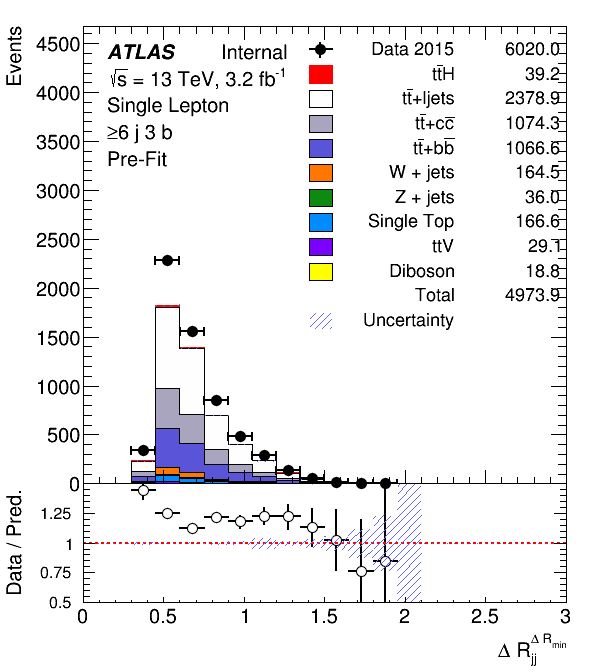 Events
4500
4000
3500
3000
2500
2000
1500
1000
500
0
ATLAS Internal
√s = 13 TeV, 3.2 fb⁻¹
Single Lepton
≥6 j 3 b
Pre-Fit
Data 2015 6020.0
tt̄H 39.2
tt̄+ljets 2378.9
tt̄+cc̄ 1074.3
tt̄+bb̄ 1066.6
W + jets 164.5
Z + jets 36.0
Single Top 166.6
ttV 29.1
Diboson 18.8
Total 4973.9
Uncertainty
Data / Pred.
1.25
1
0.75
0.5
0 0.5 1 1.5 2 2.5 3
Δ R_jj^Δ R_min